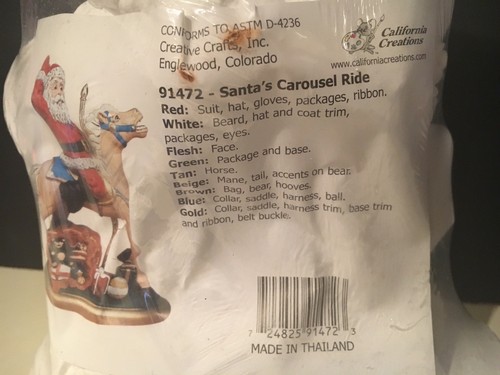 CONFORMS TO ASTM D-4236
Creative Crafts, Inc.
Englewood, Colorado
California
Creations
www.californiacreations.com
91472 - Santa's Carousel Ride
Red: Suit, hat, gloves, packages, ribbon.
White: Beard, hat and coat trim,
packages, eyes.
Flesh: Face.
Green: Package and base.
Tan: Horse.
Beige: Mane, tail, accents on bear.
Brown: Bag, bear, hooves.
Blue: Collar, saddle, harness, ball.
Gold: Collar, saddle, harness trim, base trim
and ribbon, belt buckle.
7 24825 91472 3
MADE IN THAILAND